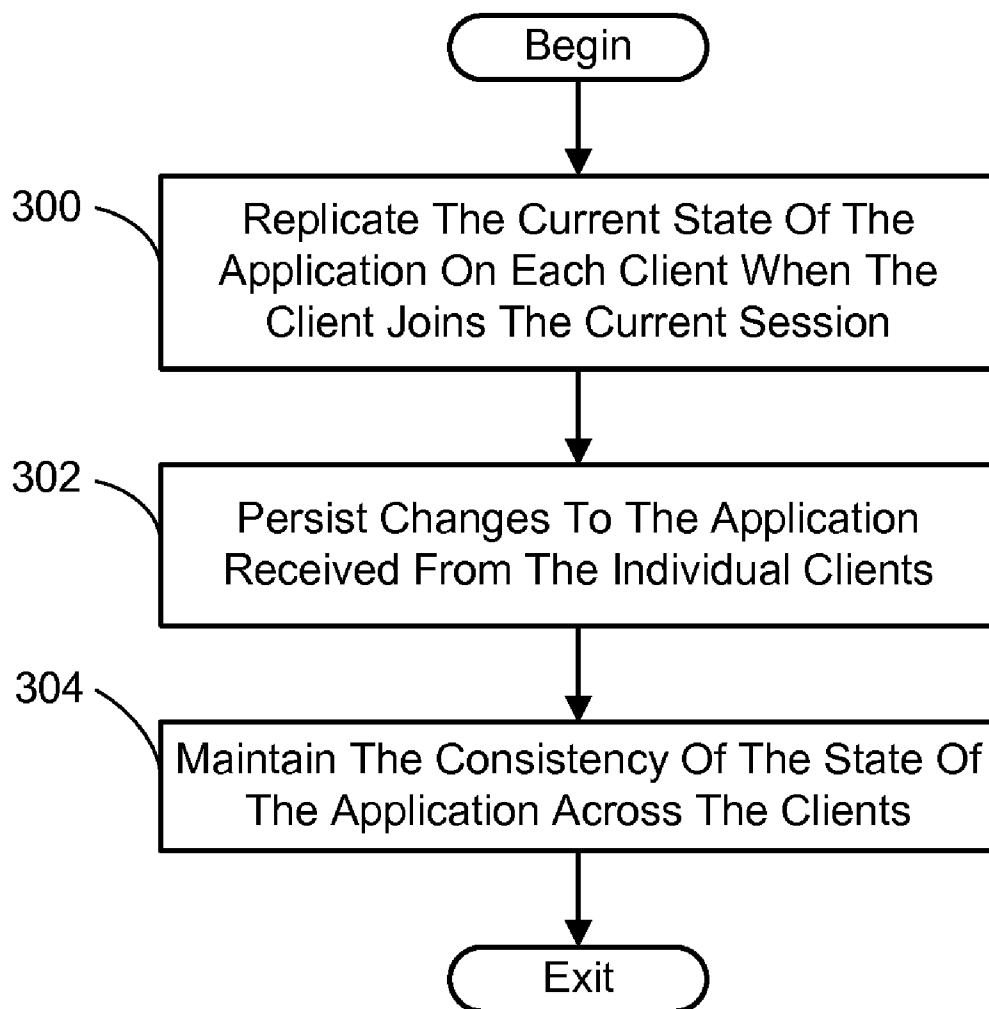 Begin
300
Replicate The Current State Of The
Application On Each Client When The
Client Joins The Current Session
302
Persist Changes To The Application
Received From The Individual Clients
304
Maintain The Consistency Of The State Of
The Application Across The Clients
Exit